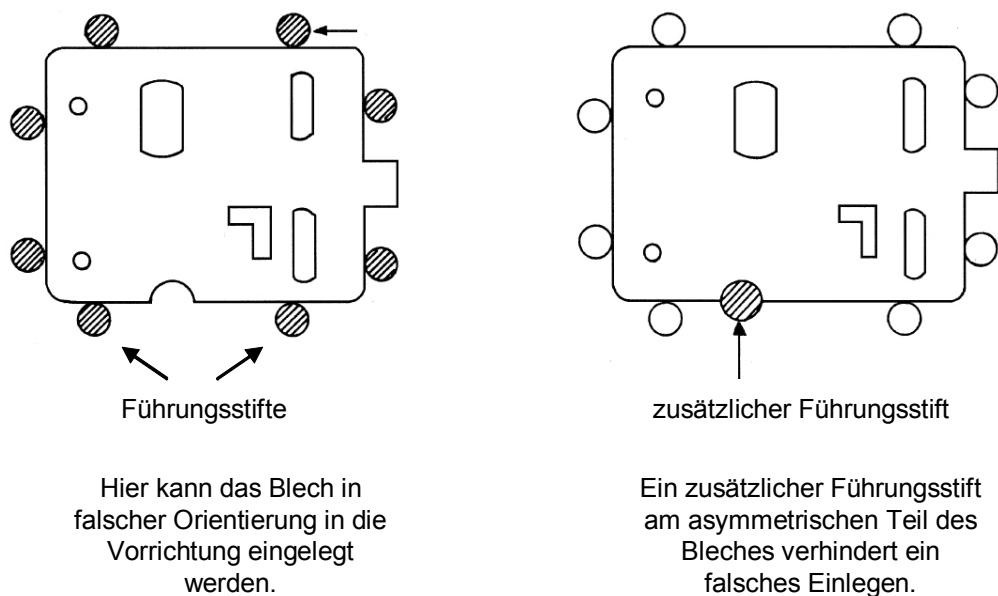 Führungsstifte
zusätzlicher Führungsstift
Hier kann das Blech in
falscher Orientierung in die
Vorrichtung eingelegt
werden.
Ein zusätzlicher Führungsstift
am asymmetrischen Teil des
Bleches verhindert ein
falsches Einlegen.